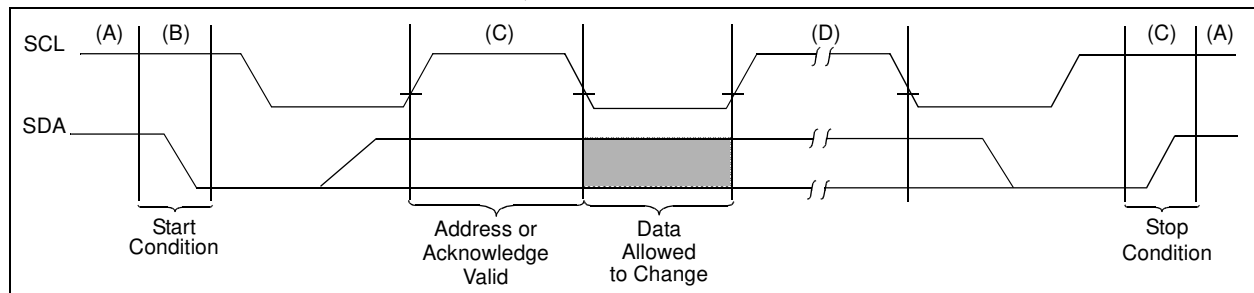 (A) (B) (C) (D) (C) (A)
SCL
SDA
Start
Condition
Address or
Acknowledge
Valid
Data
Allowed
to Change
Stop
Condition